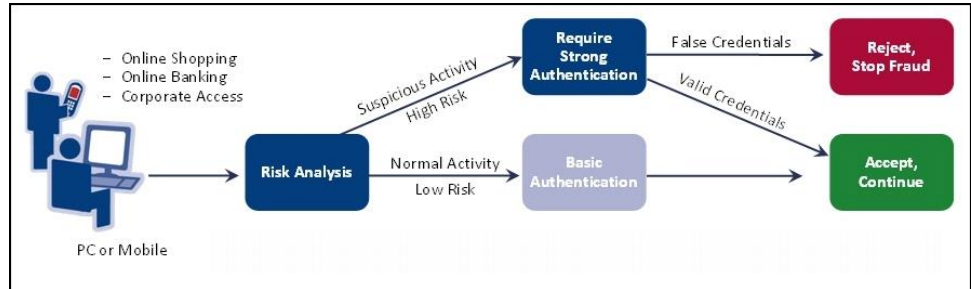 – Online Shopping
– Online Banking
– Corporate Access
PC or Mobile
Risk Analysis
Suspicious Activity
High Risk
Normal Activity
Low Risk
Require
Strong
Authentication
Basic
Authentication
False Credentials
Valid Credentials
Reject,
Stop Fraud
Accept,
Continue